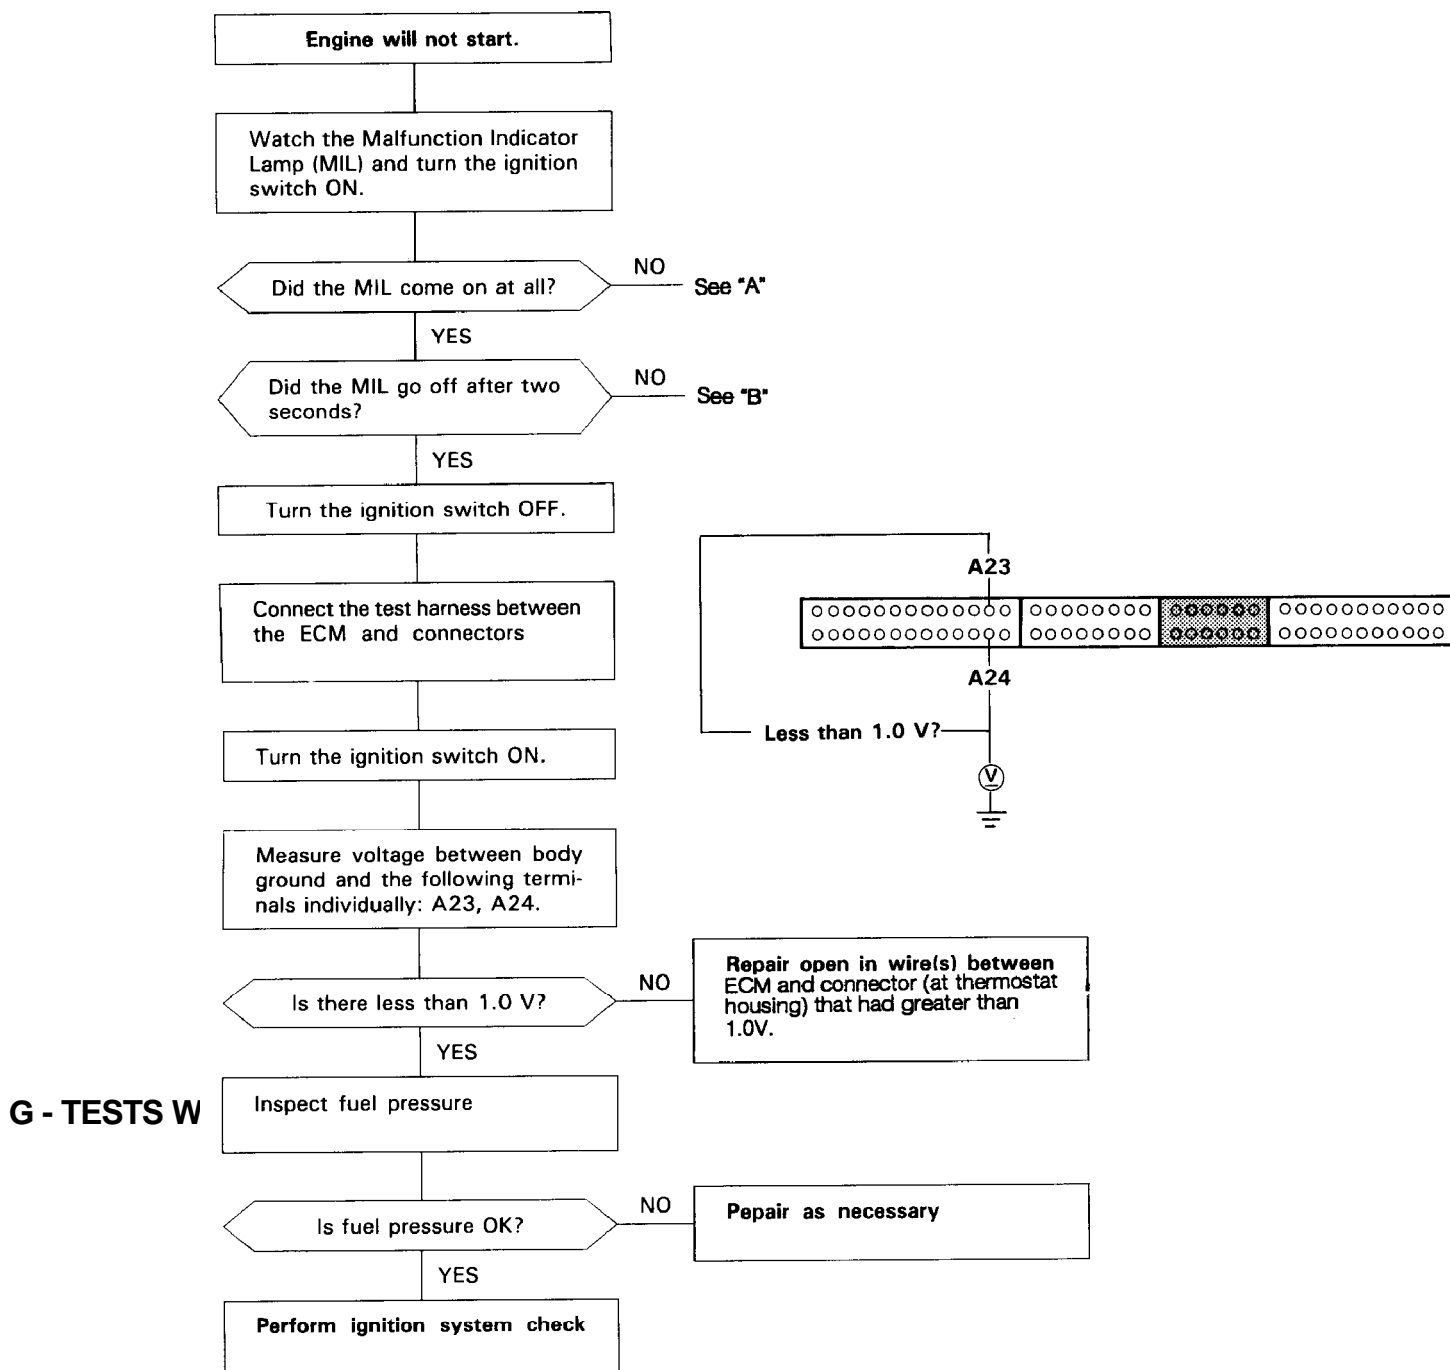 Engine will not start.
Watch the Malfunction Indicator
Lamp (MIL) and turn the ignition
switch ON.
Did the MIL come on at all?
NO
See "A"
YES
Did the MIL go off after two
seconds?
NO
See "B"
YES
Turn the ignition switch OFF.
Connect the test harness between
the ECM and connectors
Turn the ignition switch ON.
A23
A24
Less than 1.0 V?
V
Measure voltage between body
ground and the following termi-
nals individually: A23, A24.
Is there less than 1.0 V?
NO
Repair open in wire(s) between
ECM and connector (at thermostat
housing) that had greater than
1.0V.
YES
G - TESTS W
Inspect fuel pressure
Is fuel pressure OK?
NO
Pepair as necessary
YES
Perform ignition system check